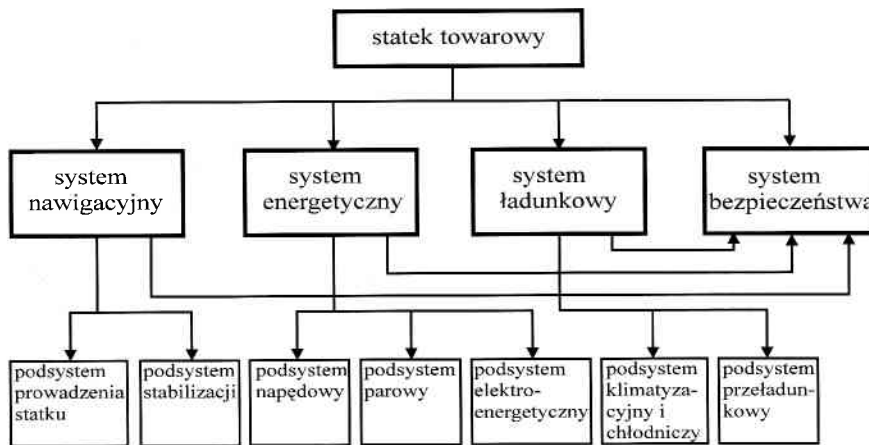 statek towarowy
system
nawigacyjny
system
energetyczny
system
ładunkowy
system
bezpieczeństwa
podsystem
prowadzenia
statku
podsystem
stabilizacji
podsystem
napędowy
podsystem
parowy
podsystem
elektro-
energetyczny
podsystem
klimatyza-
cyjny i
chłodniczy
podsystem
przeładun-
kowy